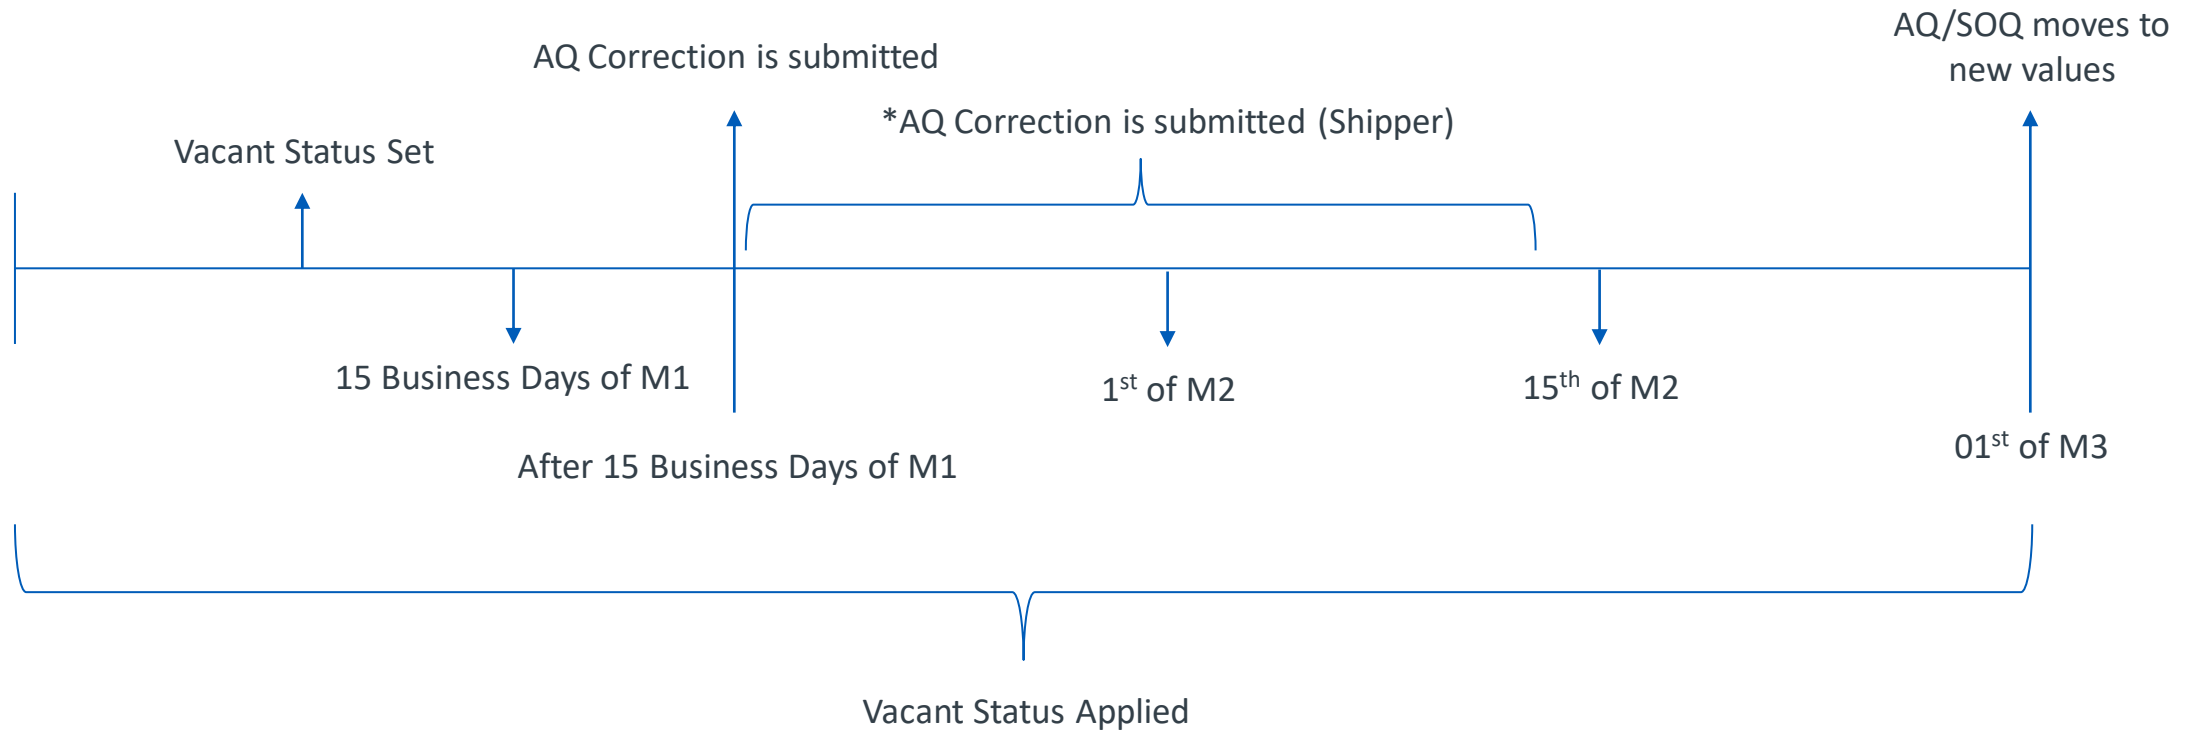 AQ/SOQ moves to
new values
AQ Correction is submitted
*AQ Correction is submitted (Shipper)
Vacant Status Set
15 Business Days of M1
1st of M2
15th of M2
01st of M3
After 15 Business Days of M1
Vacant Status Applied